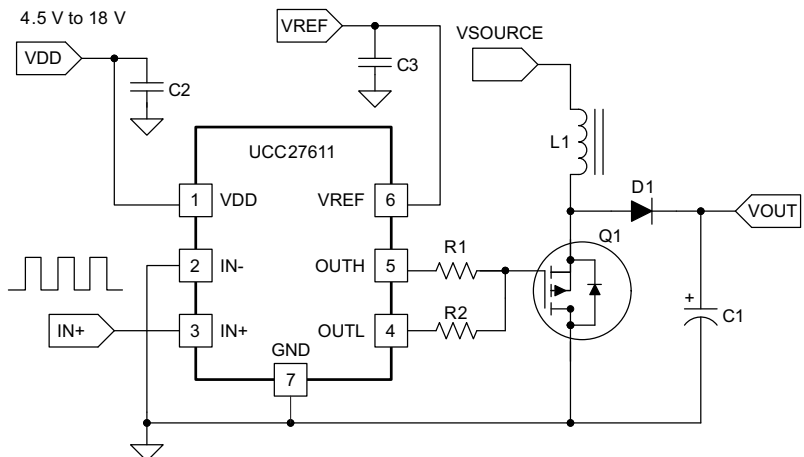 4.5 V to 18 V
VDD
C2
VREF
C3
VSOURCE
L1
UCC27611
1 VDD
VREF 6
2 IN-
OUTH 5
3 IN+
OUTL 4
GND
7
IN+
R1
R2
Q1
D1
VOUT
+
C1